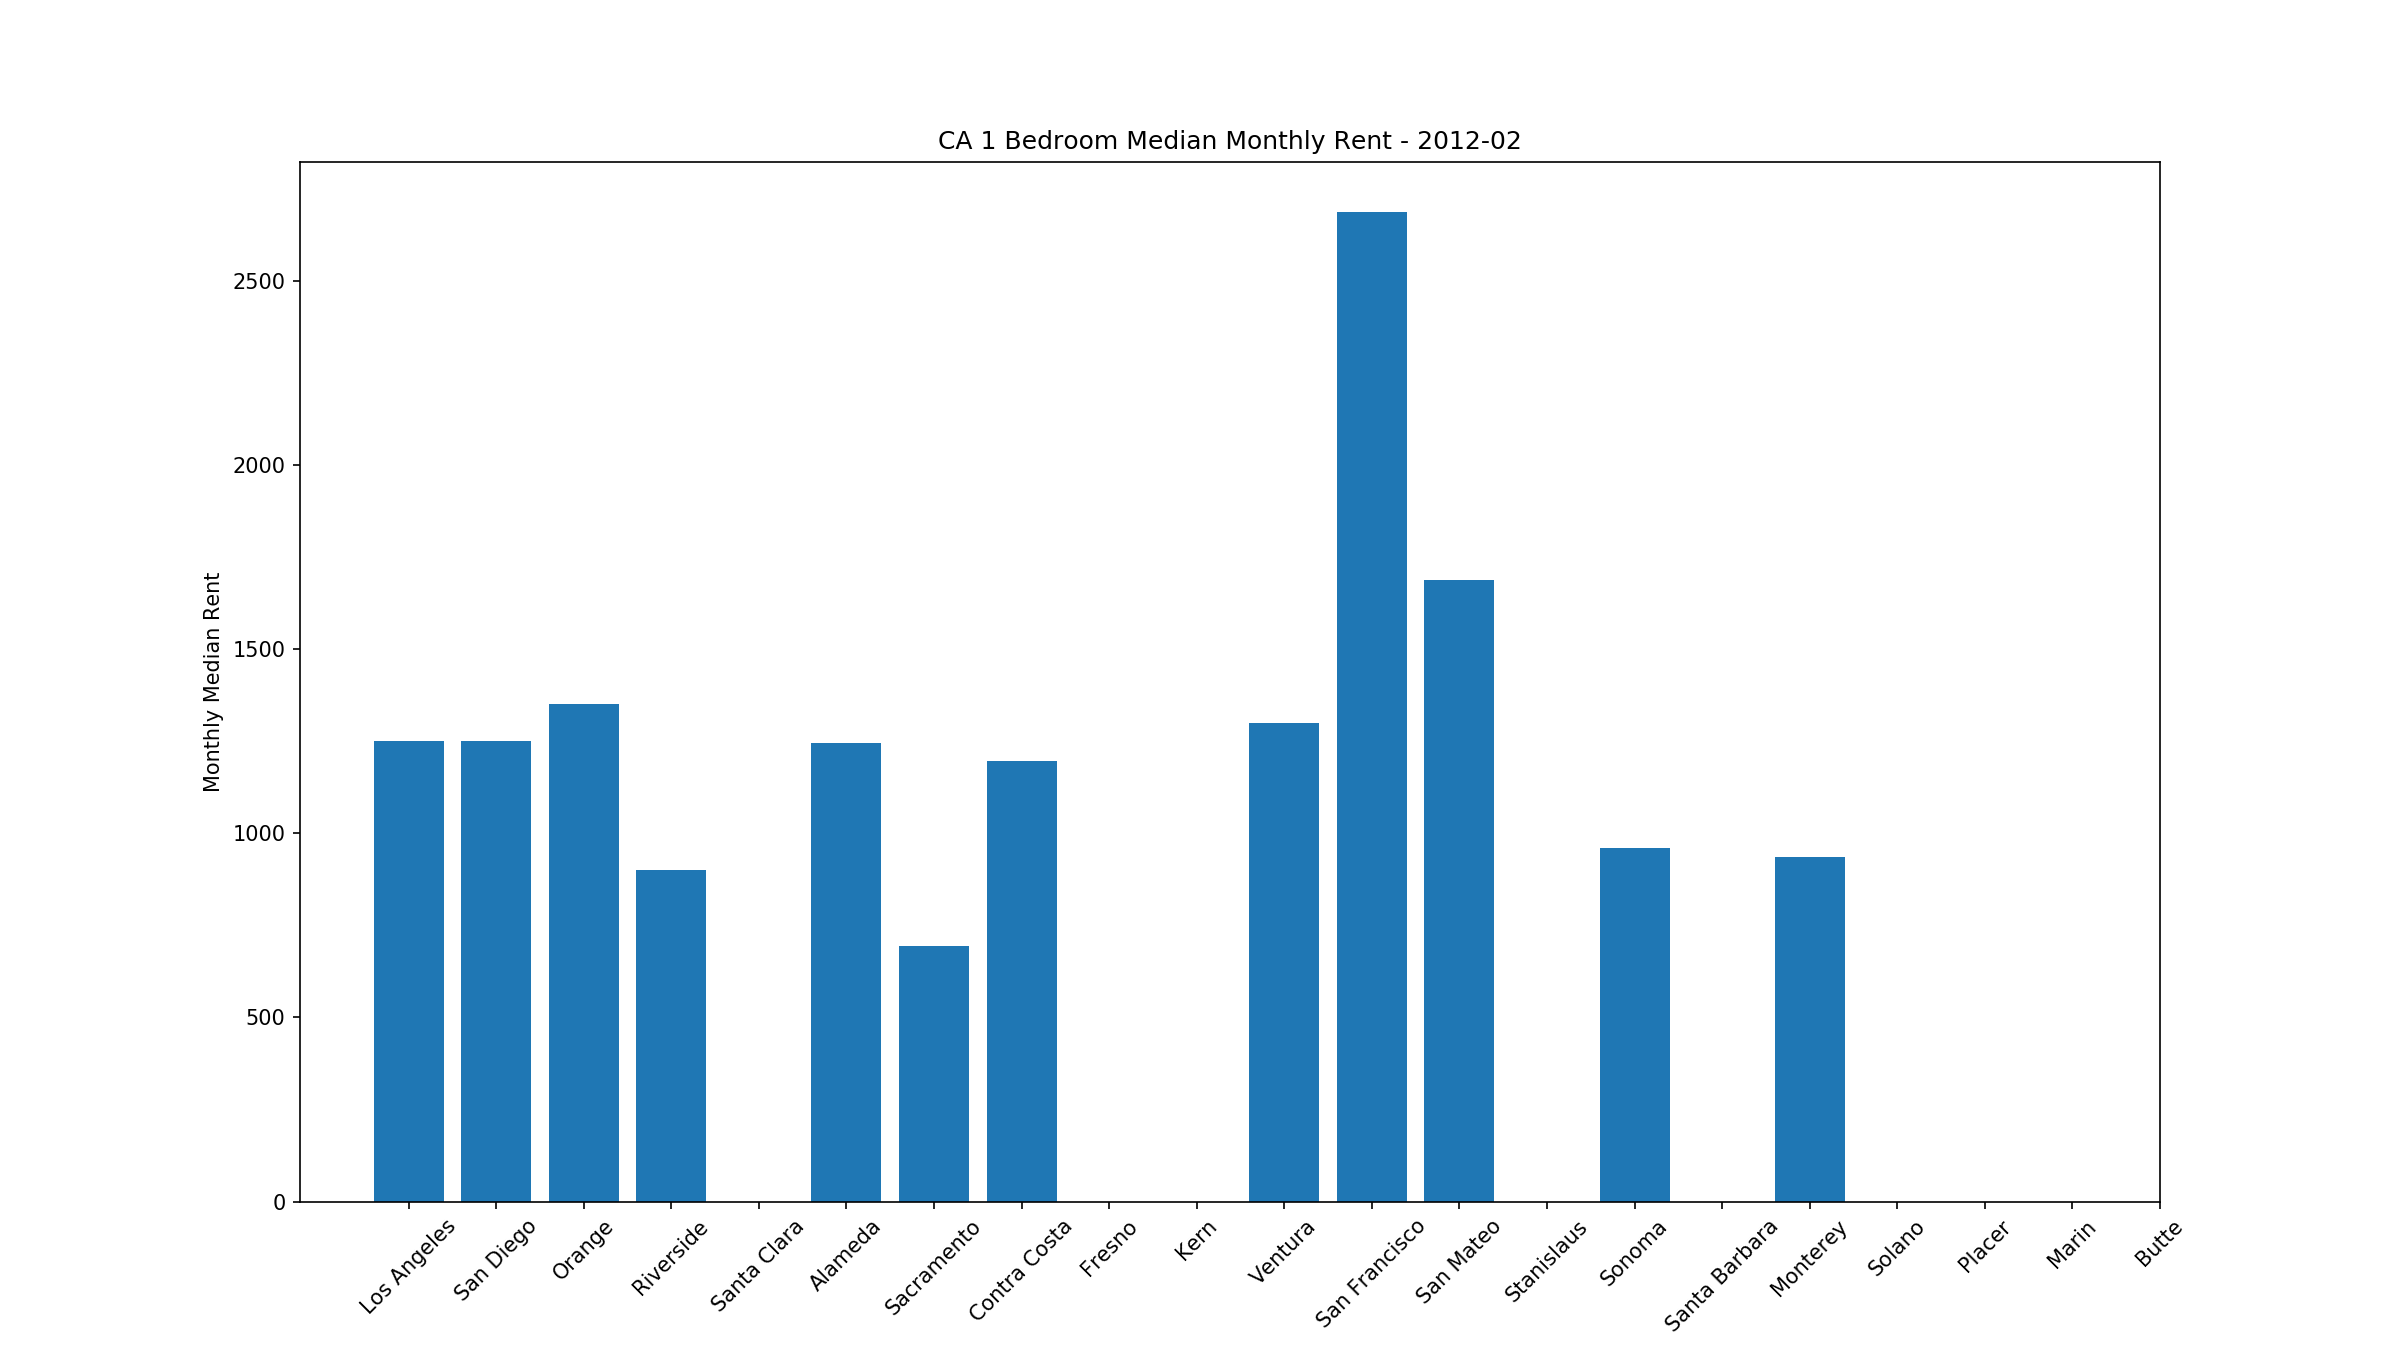 CA 1 Bedroom Median Monthly Rent - 2012-02
Monthly Median Rent
2500
2000
1500
1000
500
0
Los Angeles
San Diego
Orange
Riverside
Santa Clara
Alameda
Sacramento
Contra Costa
Fresno
Kern
Ventura
San Francisco
San Mateo
Stanislaus
Sonoma
Santa Barbara
Monterey
Solano
Placer
Marin
Butte